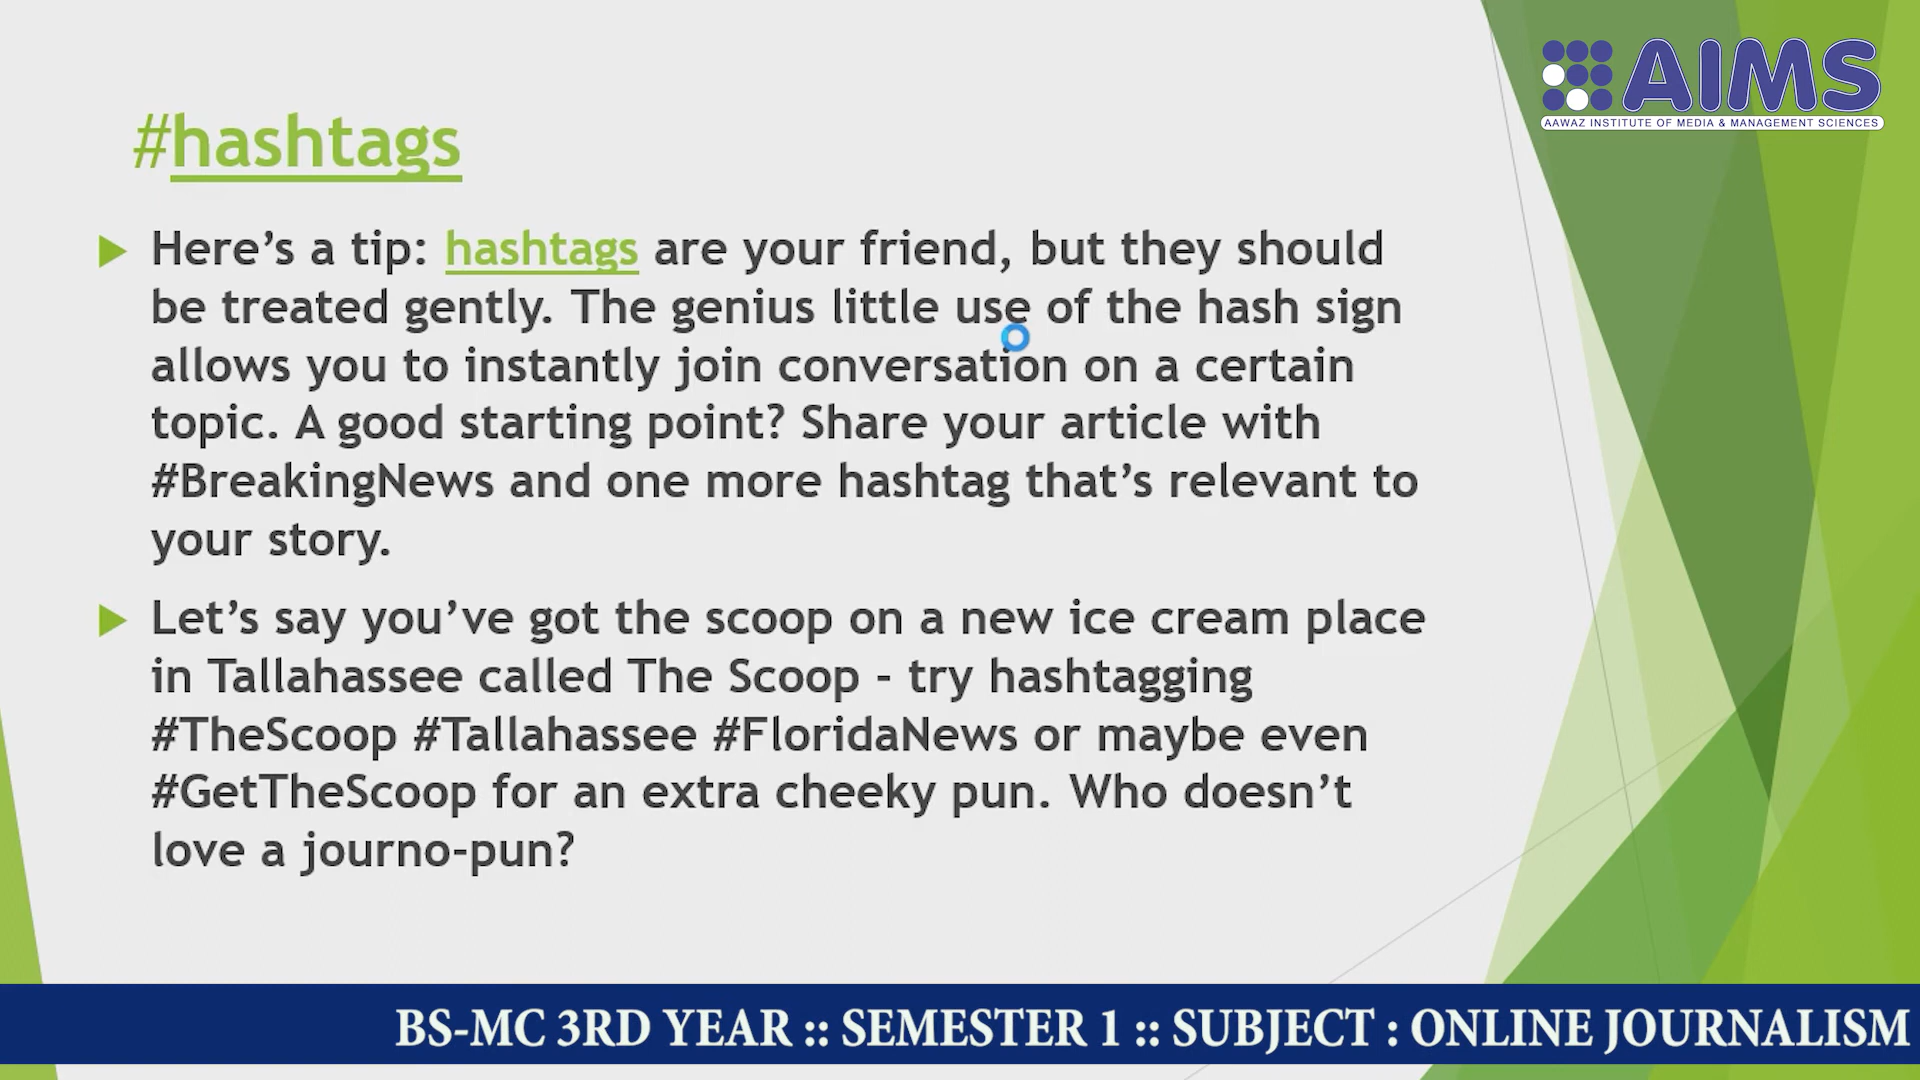 AIMS
AAWAZ INSTITUTE OF MEDIA & MANAGEMENT SCIENCES
#hashtags
Here’s a tip: hashtags are your friend, but they should
be treated gently. The genius little use of the hash sign
allows you to instantly join conversation on a certain
topic. A good starting point? Share your article with
#BreakingNews and one more hashtag that’s relevant to
your story.
Let’s say you’ve got the scoop on a new ice cream place
in Tallahassee called The Scoop - try hashtagging
#TheScoop #Tallahassee #FloridaNews or maybe even
#GetTheScoop for an extra cheeky pun. Who doesn’t
love a journo-pun?
BS-MC 3RD YEAR :: SEMESTER 1 :: SUBJECT : ONLINE JOURNALISM